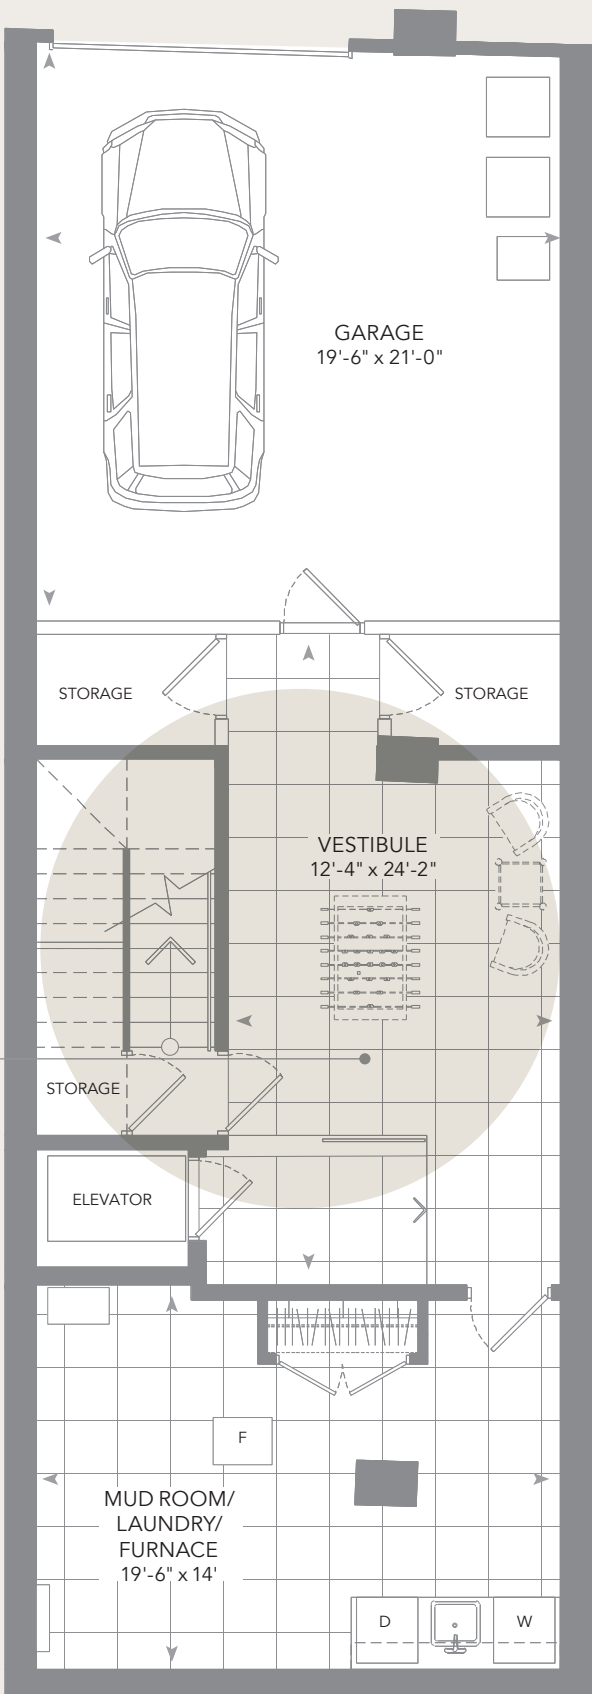 GARAGE
19'-6" x 21'-0"
STORAGE
STORAGE
VESTIBULE
12'-4" x 24'-2"
STORAGE
ELEVATOR
F
MUD ROOM/
LAUNDRY/
FURNACE
19'-6" x 14'
D
W